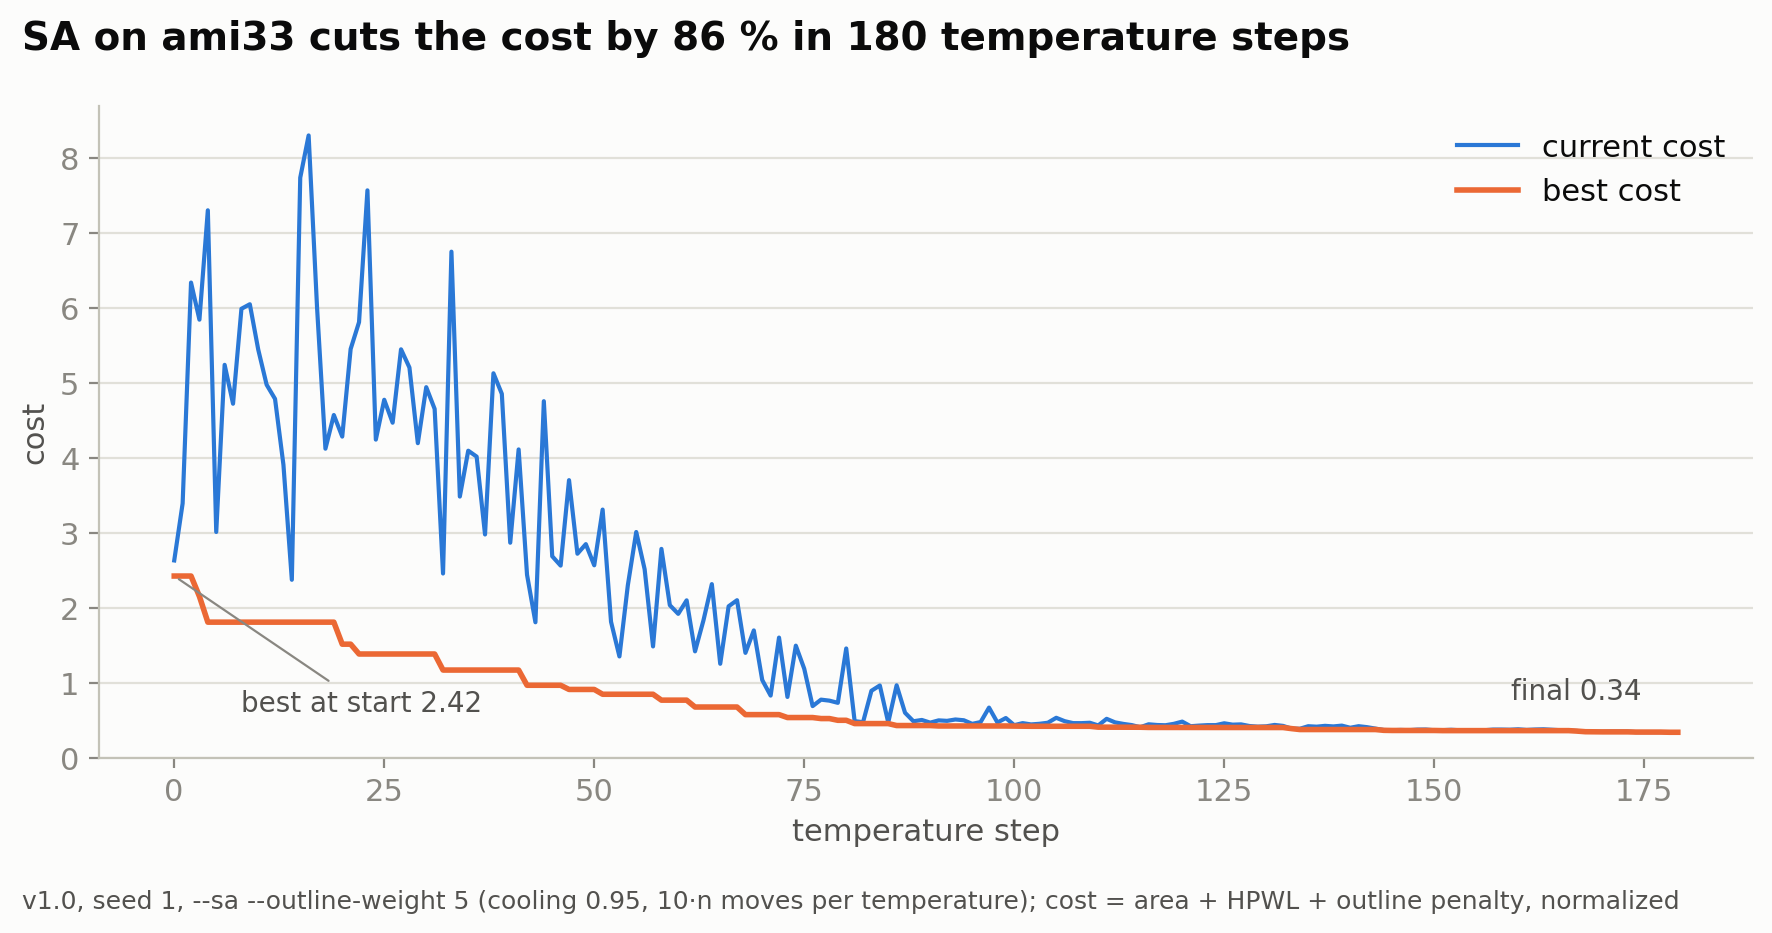 SA on ami33 cuts the cost by 86 % in 180 temperature steps
current cost
best cost
8
7
6
5
4
3
2
1
0
cost
best at start 2.42
final 0.34
0 25 50 75 100 125 150 175
temperature step
v1.0, seed 1, --sa --outline-weight 5 (cooling 0.95, 10·n moves per temperature); cost = area + HPWL + outline penalty, normalized